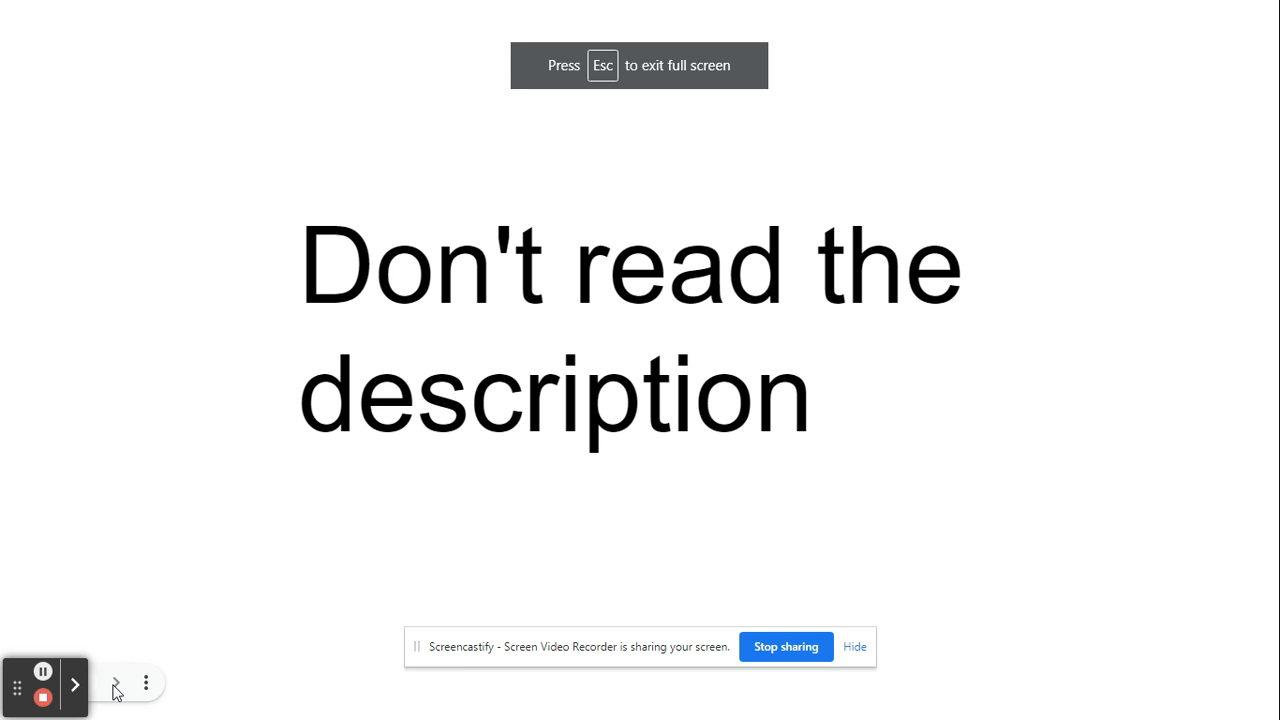 Press Esc to exit full screen
Don't read the
description
Screencastify - Screen Video Recorder is sharing your screen. Stop sharing Hide